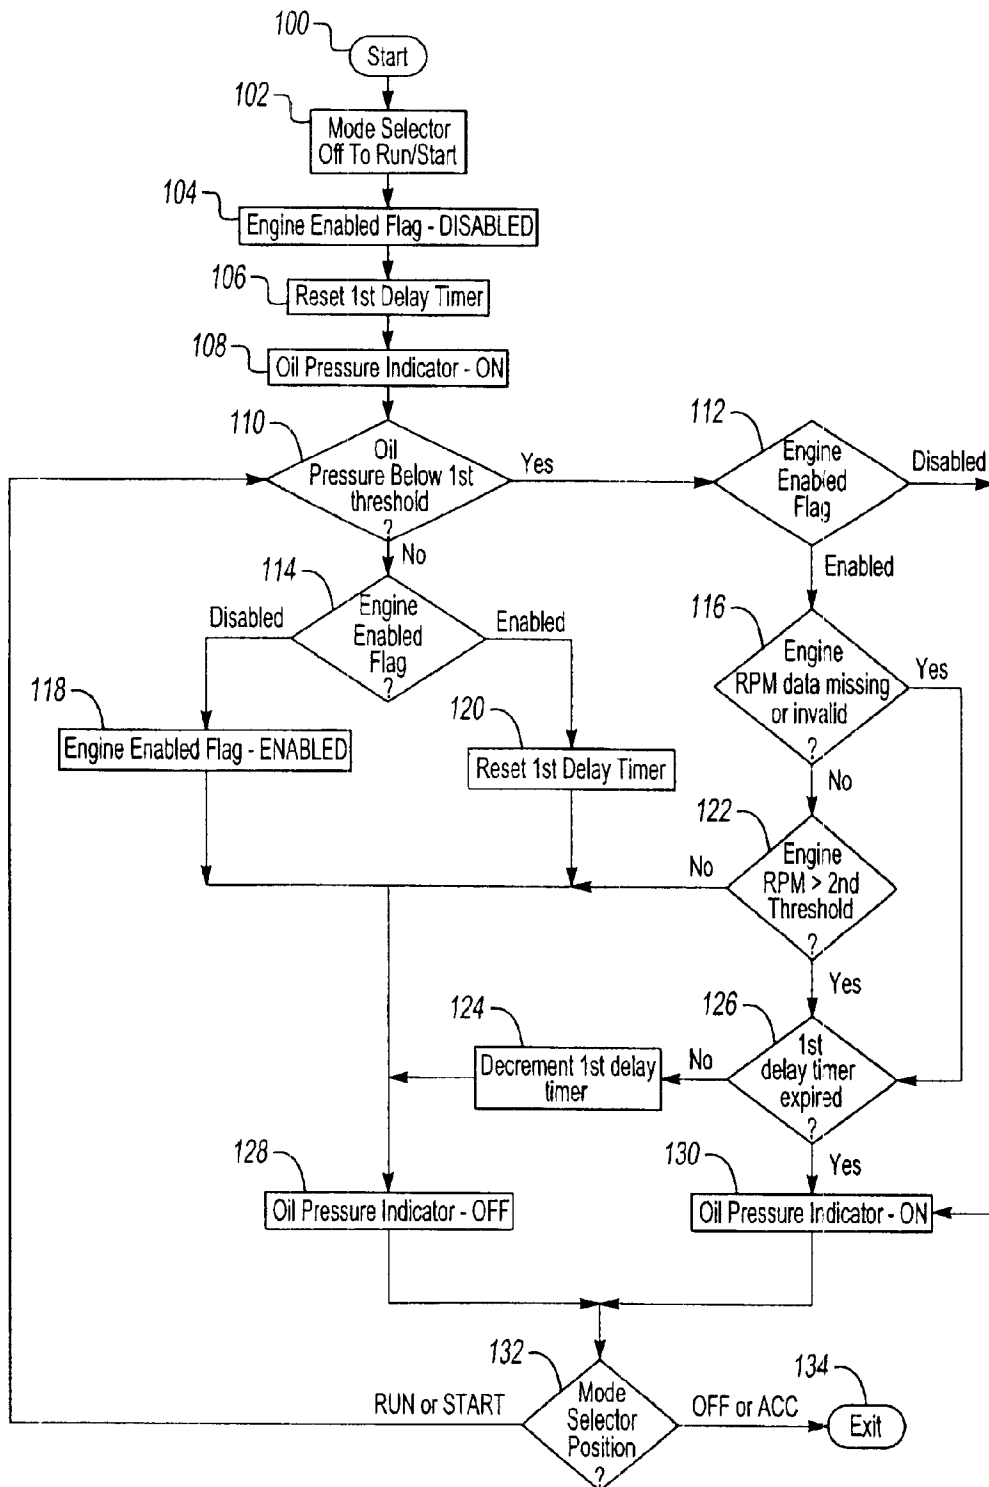 100
Start
102
Mode Selector
Off To Run/Start
104
Engine Enabled Flag - DISABLED
106
Reset 1st Delay Timer
108
Oil Pressure Indicator - ON
110
Oil
Pressure Below 1st
threshold
?
Yes
No
112
Engine
Enabled
Flag
Disabled
Enabled
114
Engine
Enabled
Flag
?
Disabled
Enabled
116
Engine
RPM data missing
or invalid
?
Yes
No
118
Engine Enabled Flag - ENABLED
120
Reset 1st Delay Timer
122
Engine
RPM > 2nd
Threshold
?
No
Yes
124
Decrement 1st delay
timer
126
1st
delay timer
expired
?
No
Yes
128
Oil Pressure Indicator - OFF
130
Oil Pressure Indicator - ON
132
Mode
Selector
Position
?
RUN or START
OFF or ACC
134
Exit